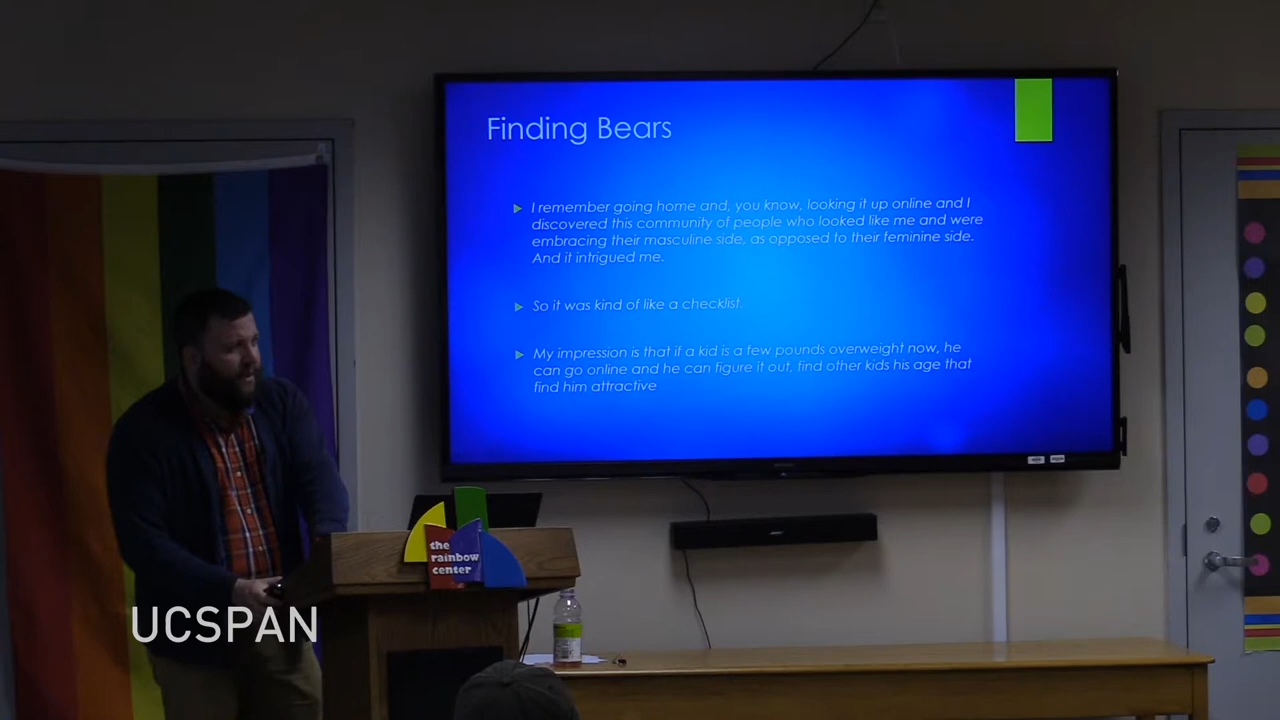 Finding Bears
I remember going home and, you know, looking it up online and I
discovered this community of people who looked like me and were
embracing their masculine side, as opposed to their feminine side.
And it intrigued me.
So it was kind of like a checklist.
My impression is that if a kid is a few pounds overweight now, he
can go online and he can figure it out, find other kids his age that
find him attractive
the
rainbow
center
UCSPAN